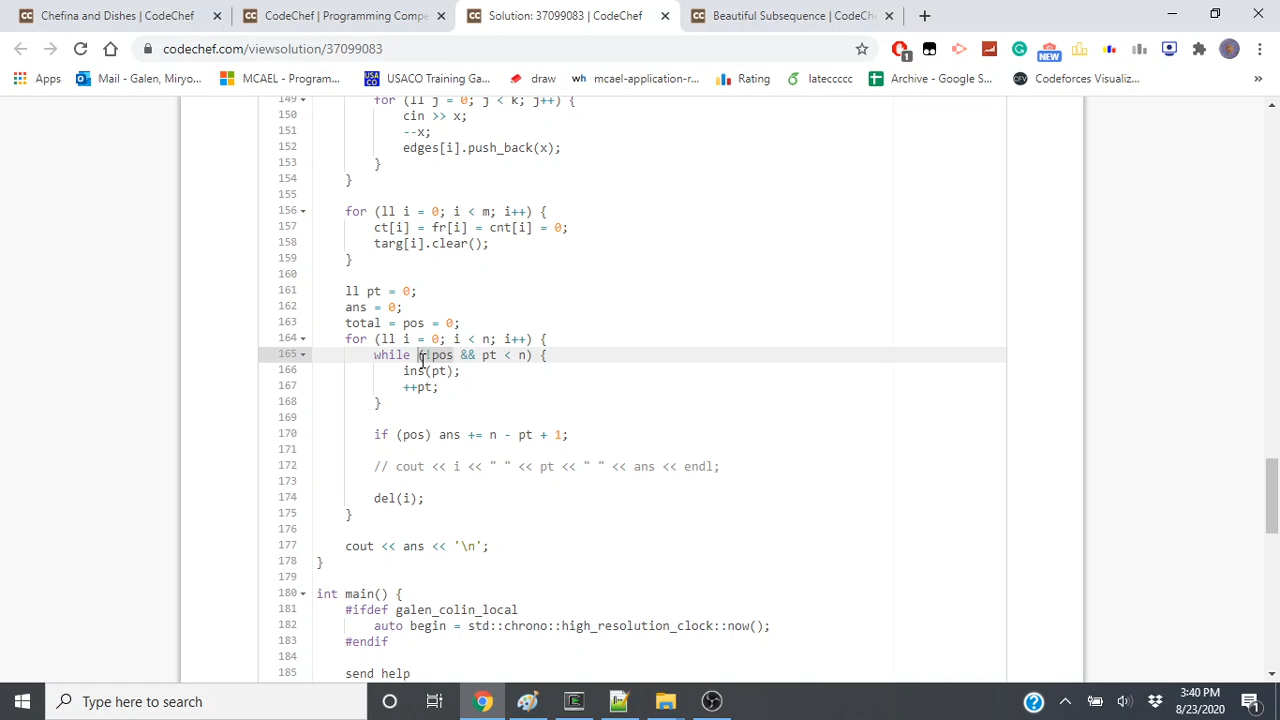 Chefina and Dishes | CodeChef
CodeChef | Programming Compe
Solution: 37099083 | CodeChef
Beautiful Subsequence | CodeChe
codechef.com/viewsolution/37099083
1
NEW
Apps
Mail - Galen, Miryo...
MCAEL - Program...
USA CO
USACO Training Ga...
draw
wh
mcael-application-r...
Rating
lateccccc
Archive - Google S...
CFV
Codeforces Visualiz...
»
149 for (ll j = 0; j < k; j++) {
150 cin >> x;
151 --x;
152 edges[i].push_back(x);
153 }
154 }
155
156 for (ll i = 0; i < m; i++) {
157 ct[i] = fr[i] = cnt[i] = 0;
158 targ[i].clear();
159 }
160
161 ll pt = 0;
162 ans = 0;
163 total = pos = 0;
164 for (ll i = 0; i < n; i++) {
165 while (!pos && pt < n) {
166 ins(pt);
167 ++pt;
168 }
169
170 if (pos) ans += n - pt + 1;
171
172 // cout << i << " " << pt << " " << ans << endl;
173
174 del(i);
175 }
176
177 cout << ans << '\n';
178 }
179
180 int main() {
181 #ifdef galen_colin_local
182 auto begin = std::chrono::high_resolution_clock::now();
183 #endif
184
185 send help
Type here to search
3:40 PM
8/23/2020
1